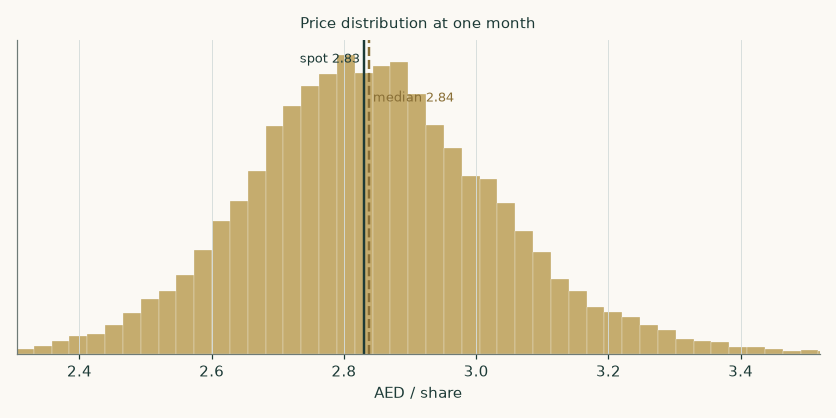 Price distribution at one month
spot 2.83
median 2.84
2.4 2.6 2.8 3.0 3.2 3.4
AED / share